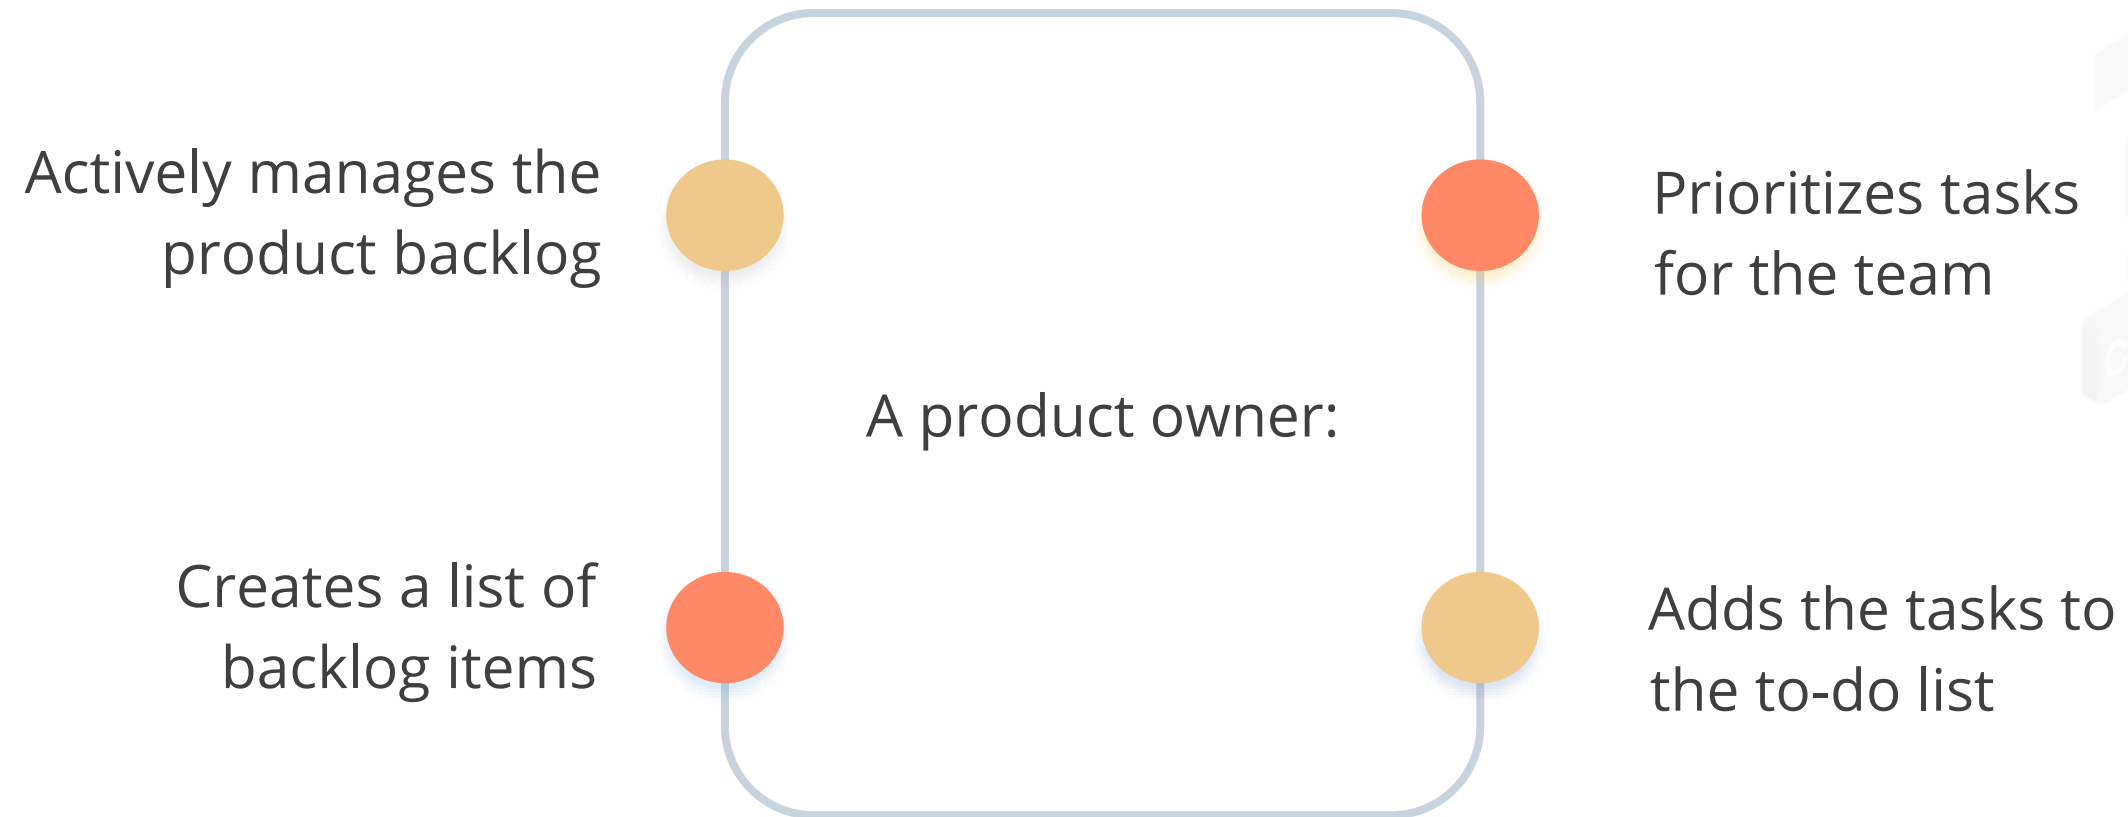 Actively manages the
product backlog
Prioritizes tasks
for the team
A product owner:
Creates a list of
backlog items
Adds the tasks to
the to-do list